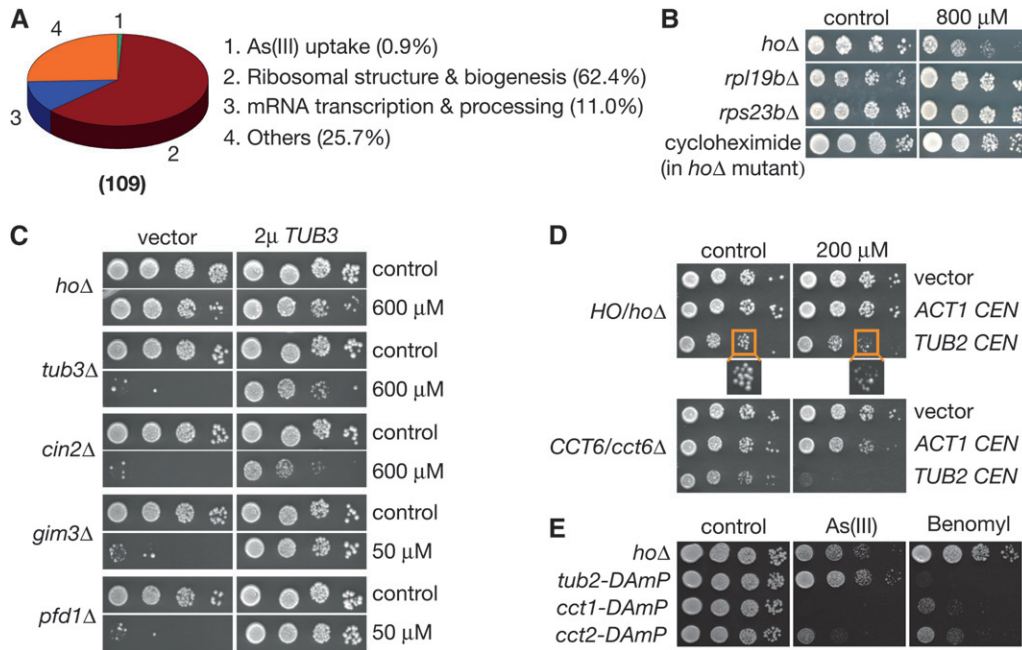 A
1
4
3
2
(109)
1. As(III) uptake (0.9%)
2. Ribosomal structure & biogenesis (62.4%)
3. mRNA transcription & processing (11.0%)
4. Others (25.7%)
B
control 800 μM
hoΔ
rpl19bΔ
rps23bΔ
cycloheximide
(in hoΔ mutant)
C
vector 2μ TUB3
hoΔ
control
600 μM
tub3Δ
control
600 μM
cin2Δ
control
600 μM
gim3Δ
control
50 μM
pfd1Δ
control
50 μM
D
control 200 μM
HO/hoΔ
vector
ACT1 CEN
TUB2 CEN
CCT6/cct6Δ
vector
ACT1 CEN
TUB2 CEN
E
control As(III) Benomyl
hoΔ
tub2-DAmP
cct1-DAmP
cct2-DAmP